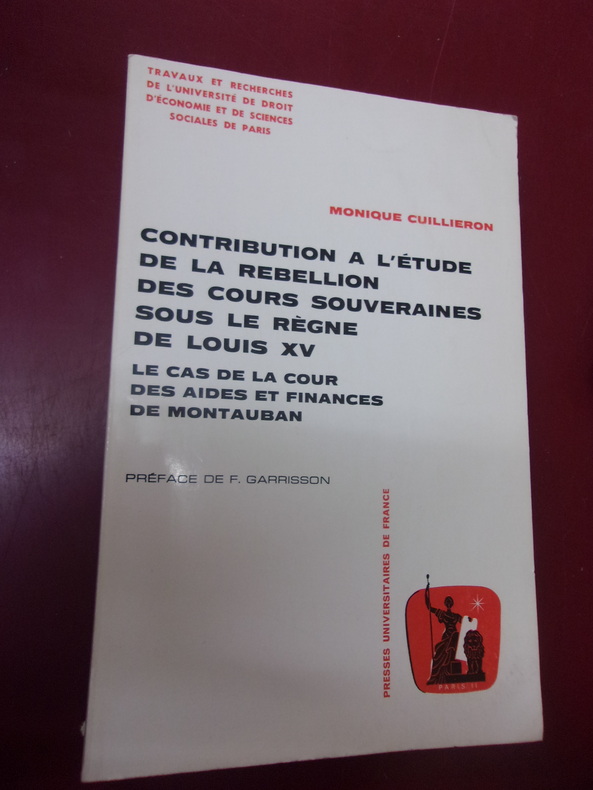 TRAVAUX ET RECHERCHES
DE L'UNIVERSITÉ DE DROIT
D'ÉCONOMIE ET DE SCIENCES
SOCIALES DE PARIS
MONIQUE CUILLIERON
CONTRIBUTION A L'ÉTUDE
DE LA REBELLION
DES COURS SOUVERAINES
SOUS LE RÈGNE
DE LOUIS XV
LE CAS DE LA COUR
DES AIDES ET FINANCES
DE MONTAUBAN
PRÉFACE DE F. GARRISSON
PRESSES UNIVERSITAIRES DE FRANCE
PARIS II